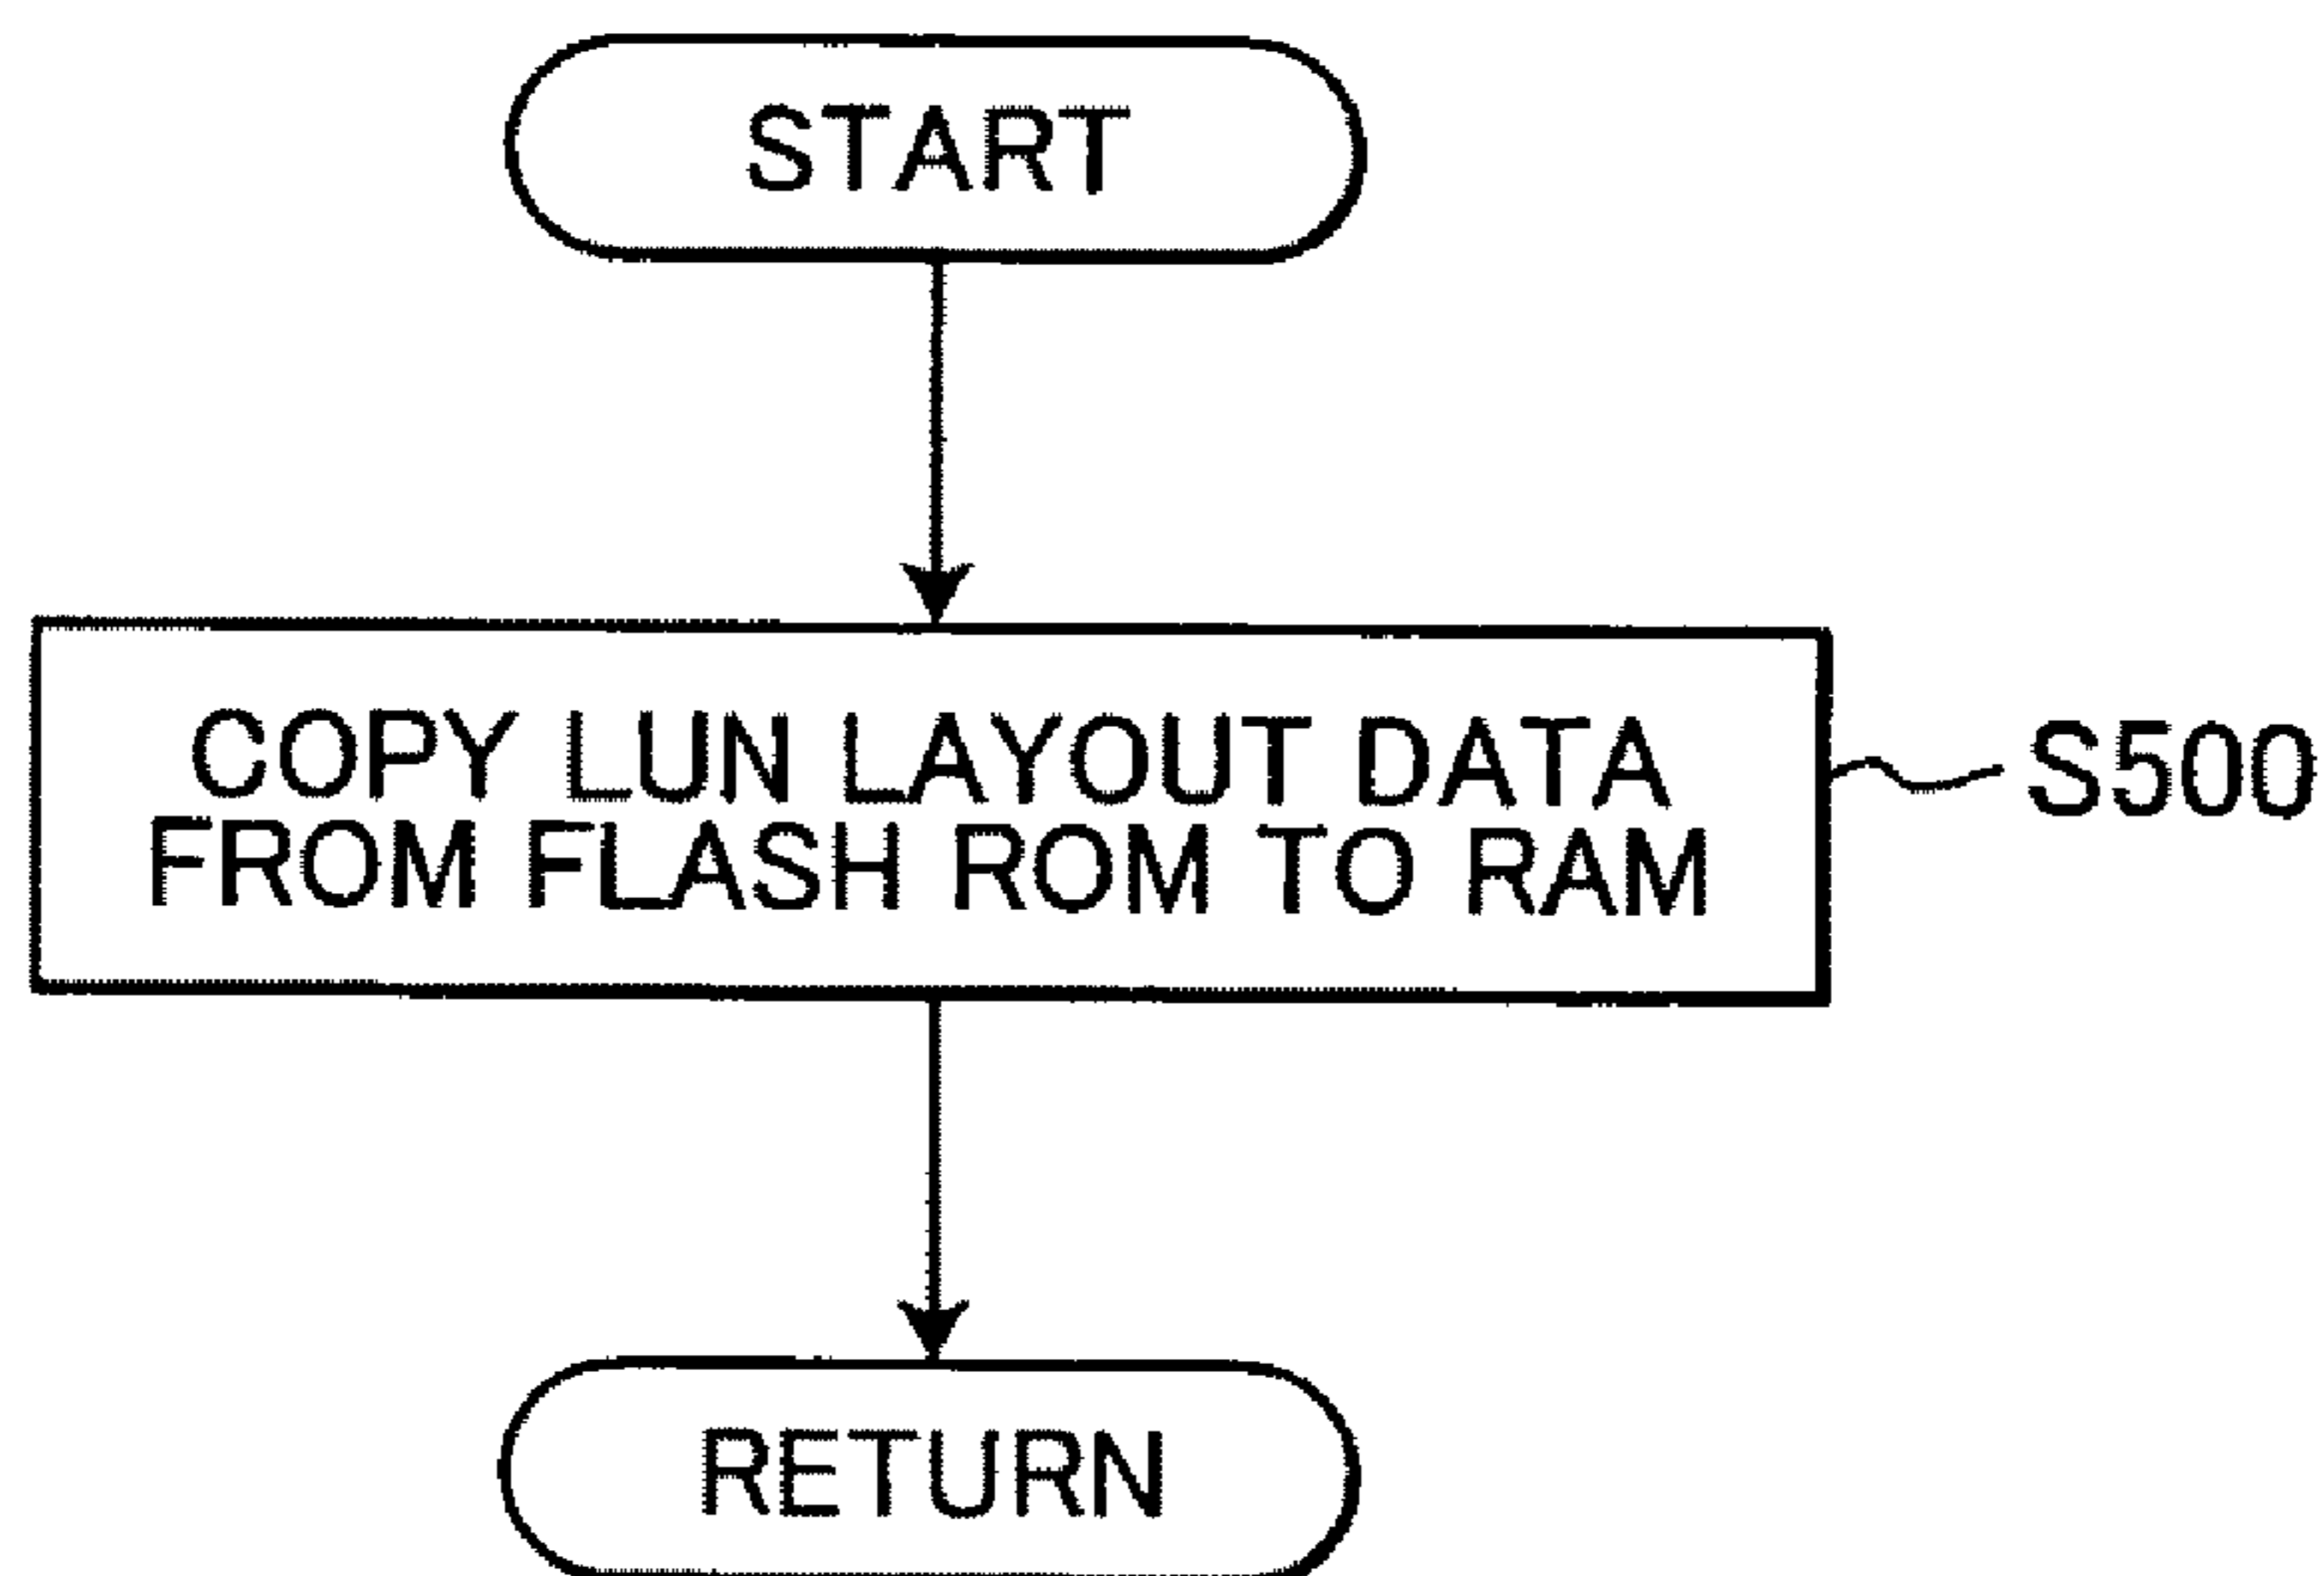 START
COPY LUN LAYOUT DATA
FROM FLASH ROM TO RAM
S500
RETURN